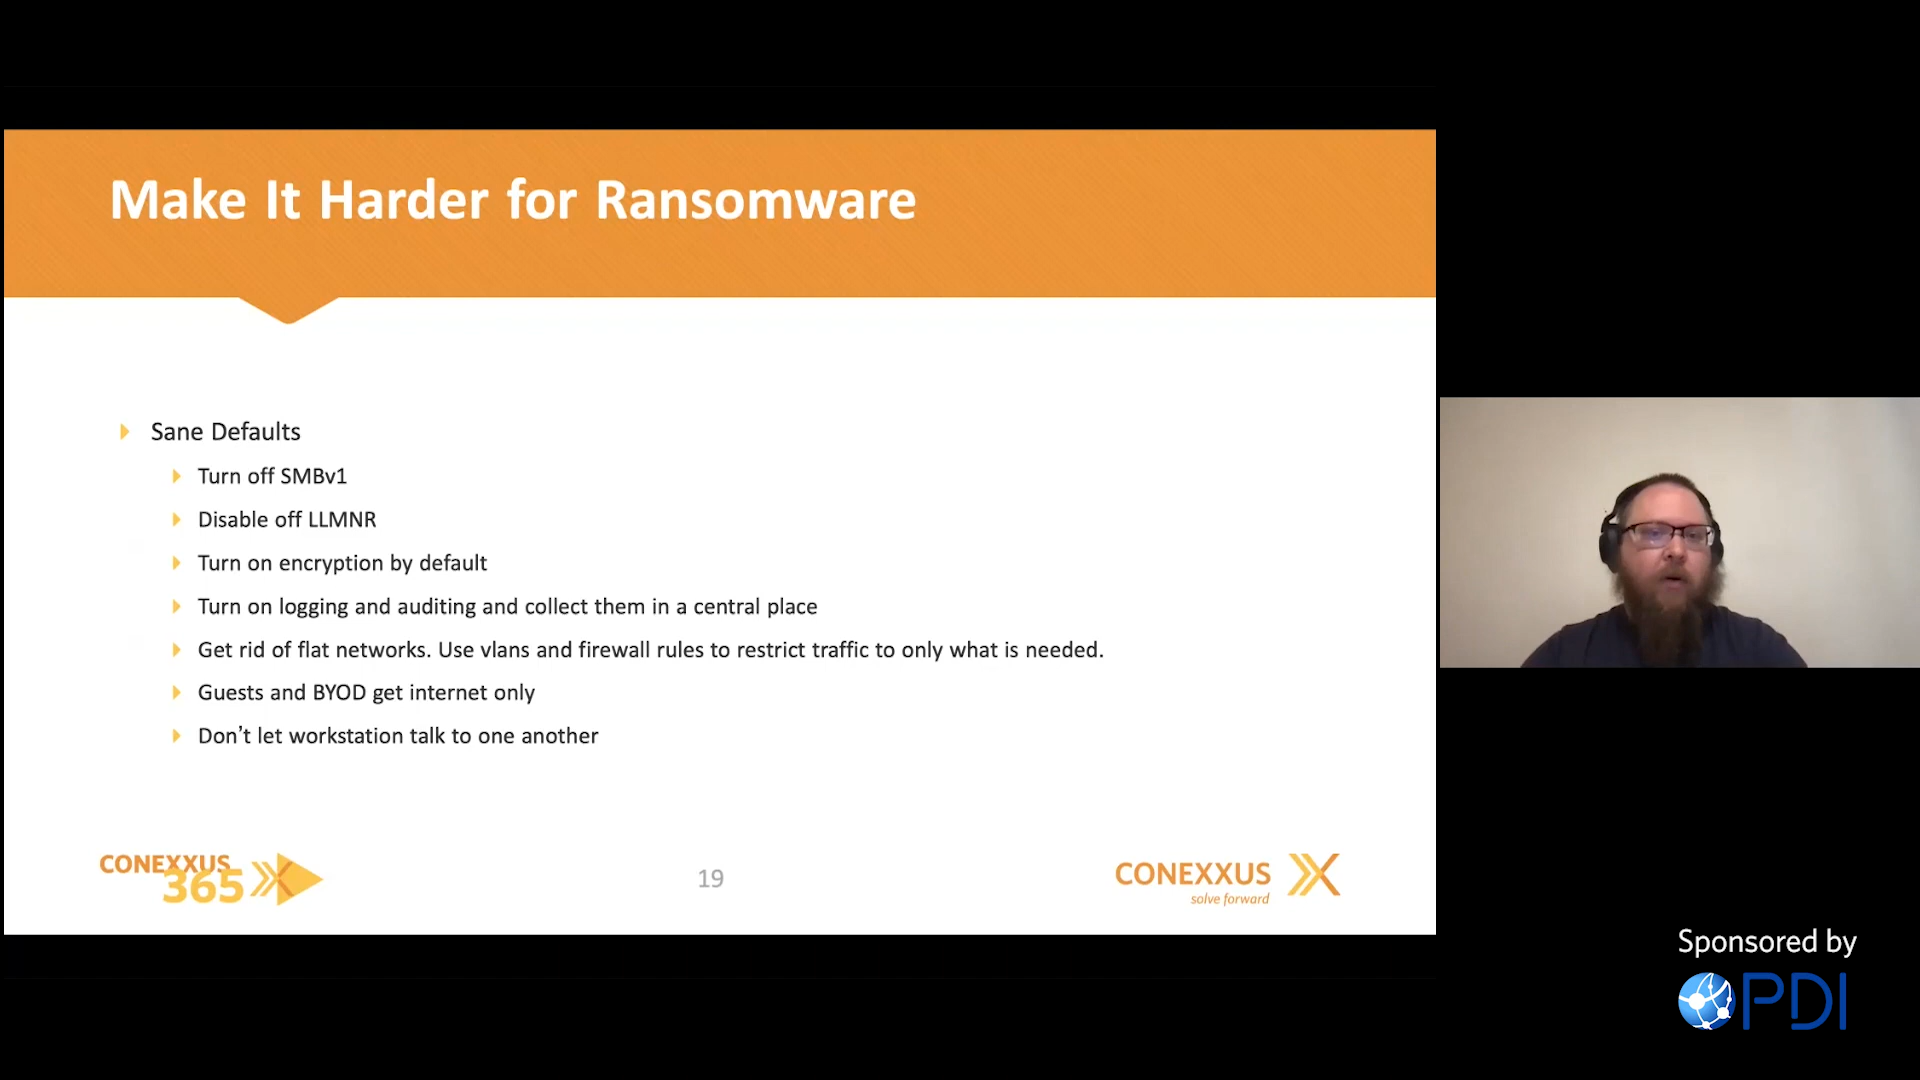 Make It Harder for Ransomware
Sane Defaults
Turn off SMBv1
Disable off LLMNR
Turn on encryption by default
Turn on logging and auditing and collect them in a central place
Get rid of flat networks. Use vlans and firewall rules to restrict traffic to only what is needed.
Guests and BYOD get internet only
Don’t let workstation talk to one another
CONEXXUS
365
19
CONEXXUS
solve forward
Sponsored by
PDI